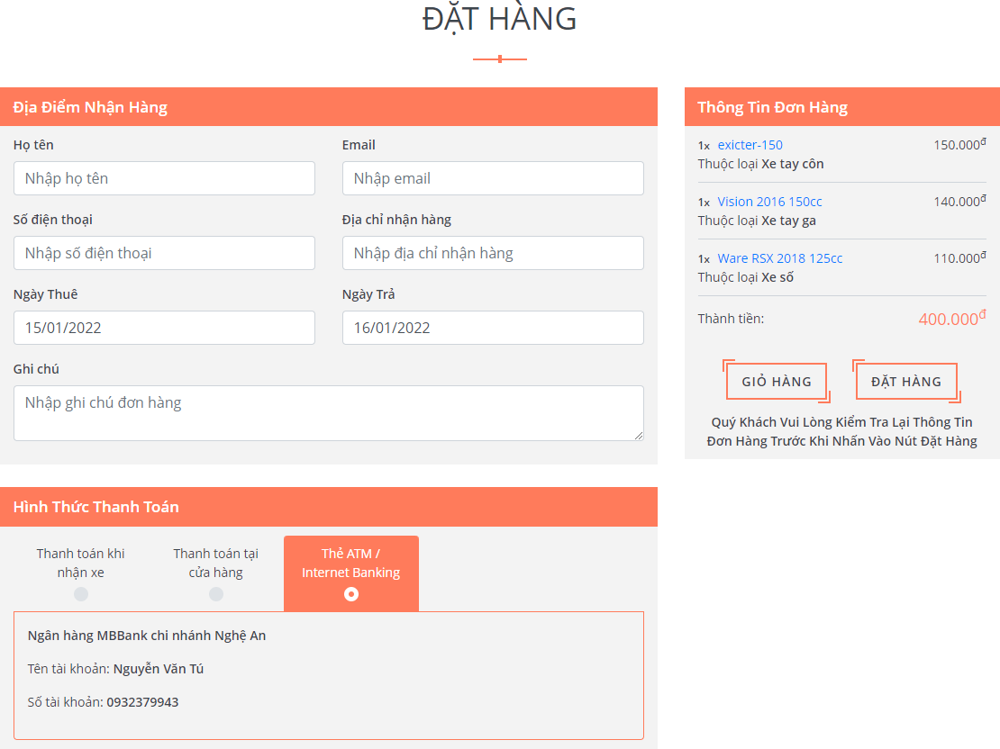 ĐẶT HÀNG
Địa Điểm Nhận Hàng
Họ tên
Email
Nhập họ tên
Nhập email
Số điện thoại
Địa chỉ nhận hàng
Nhập số điện thoại
Nhập địa chỉ nhận hàng
Ngày Thuê
Ngày Trả
15/01/2022
16/01/2022
Ghi chú
Nhập ghi chú đơn hàng
Thông Tin Đơn Hàng
1x exicter-150 150.000đ
Thuộc loại Xe tay côn
1x Vision 2016 150cc 140.000đ
Thuộc loại Xe tay ga
1x Ware RSX 2018 125cc 110.000đ
Thuộc loại Xe số
Thành tiền: 400.000đ
GIỎ HÀNG
ĐẶT HÀNG
Quý Khách Vui Lòng Kiểm Tra Lại Thông Tin
Đơn Hàng Trước Khi Nhấn Vào Nút Đặt Hàng
Hình Thức Thanh Toán
Thanh toán khi
nhận xe
Thanh toán tại
cửa hàng
Thẻ ATM /
Internet Banking
Ngân hàng MBBank chi nhánh Nghệ An
Tên tài khoản: Nguyễn Văn Tú
Số tài khoản: 0932379943